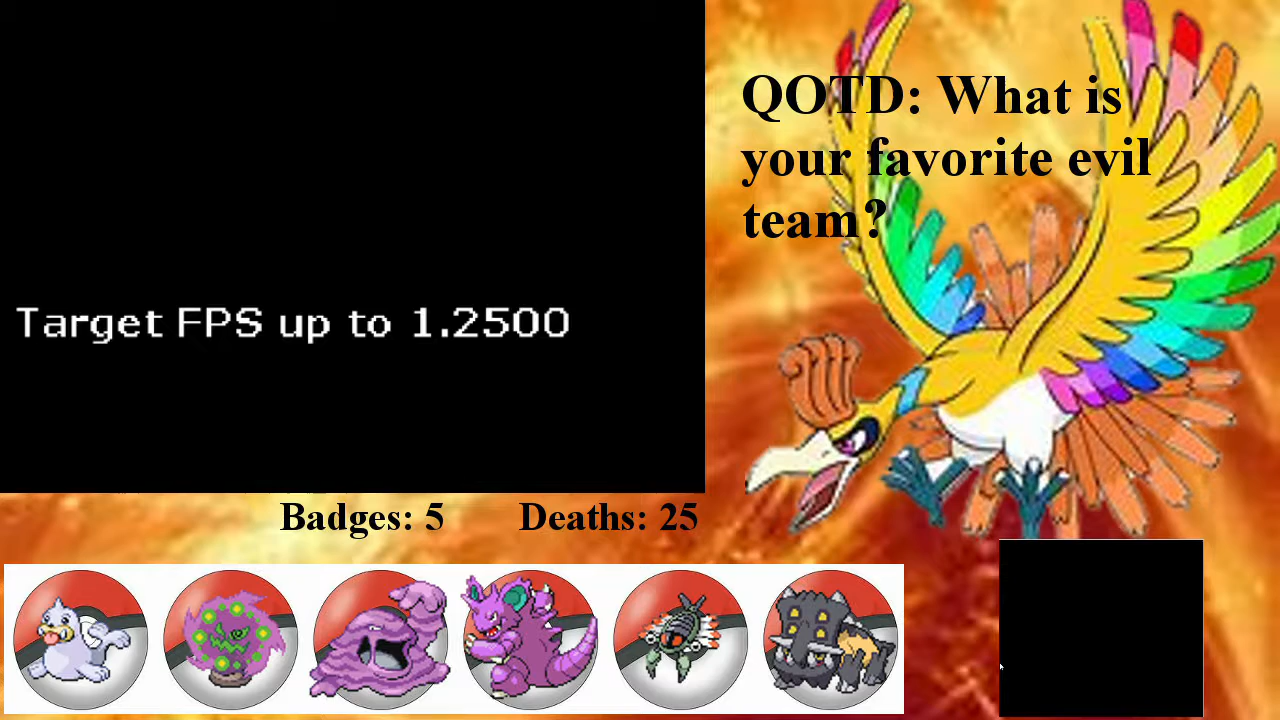 QOTD: What is
your favorite evil
team?
Target FPS up to 1.2500
Badges: 5
Deaths: 25